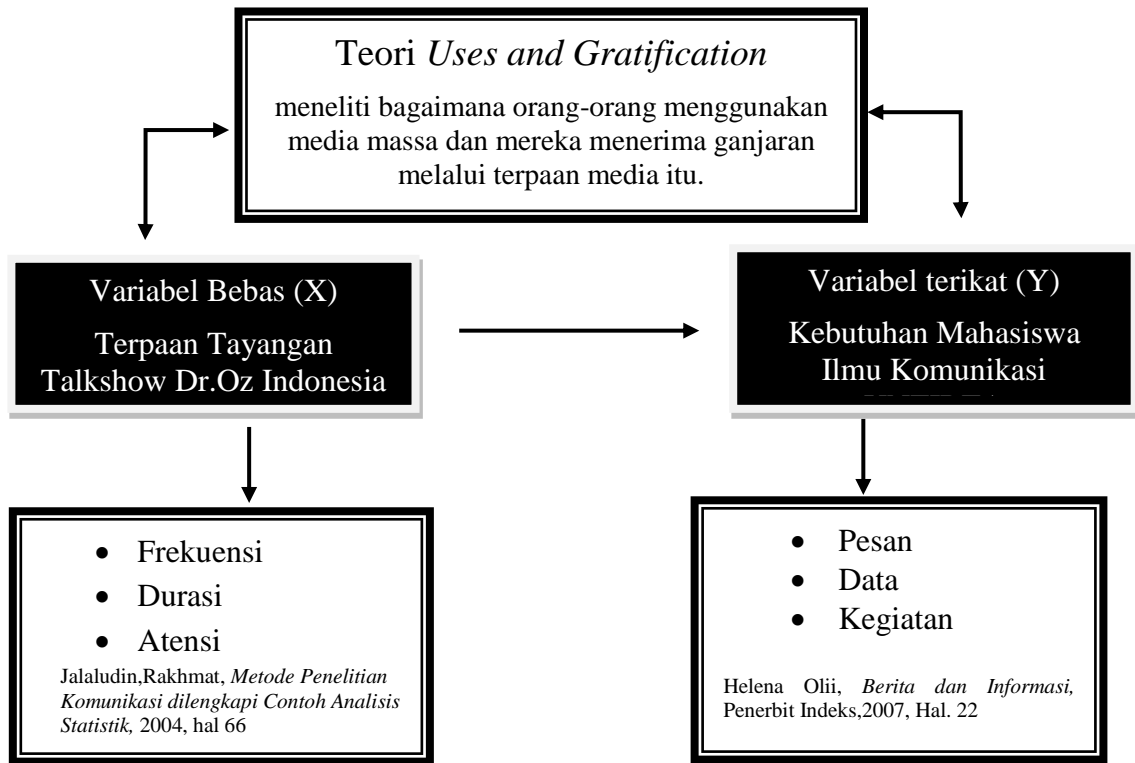 Teori Uses and Gratification
meneliti bagaimana orang-orang menggunakan
media massa dan mereka menerima ganjaran
melalui terpaan media itu.
Variabel Bebas (X)
Terpaan Tayangan
Talkshow Dr.Oz Indonesia
Variabel terikat (Y)
Kebutuhan Mahasiswa
Ilmu Komunikasi
• Frekuensi
• Durasi
• Atensi
Jalaludin,Rakhmat, Metode Penelitian
Komunikasi dilengkapi Contoh Analisis
Statistik, 2004, hal 66
• Pesan
• Data
• Kegiatan
Helena Olii, Berita dan Informasi,
Penerbit Indeks,2007, Hal. 22